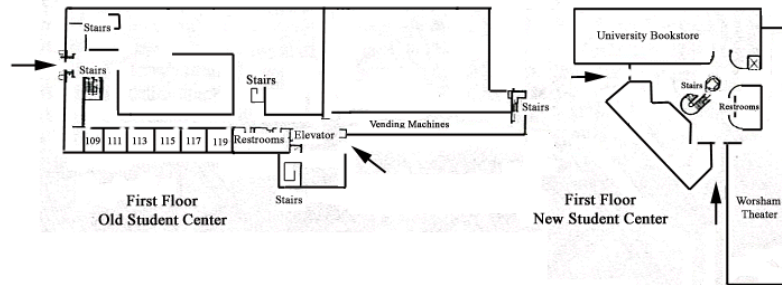 Stairs
Stairs
Stairs
Stairs
Vending Machines
109 111 113 115 117 119 Restrooms Elevator
Stairs
First Floor
Old Student Center
University Bookstore
Stairs
Restrooms
First Floor
New Student Center
Worsham
Theater